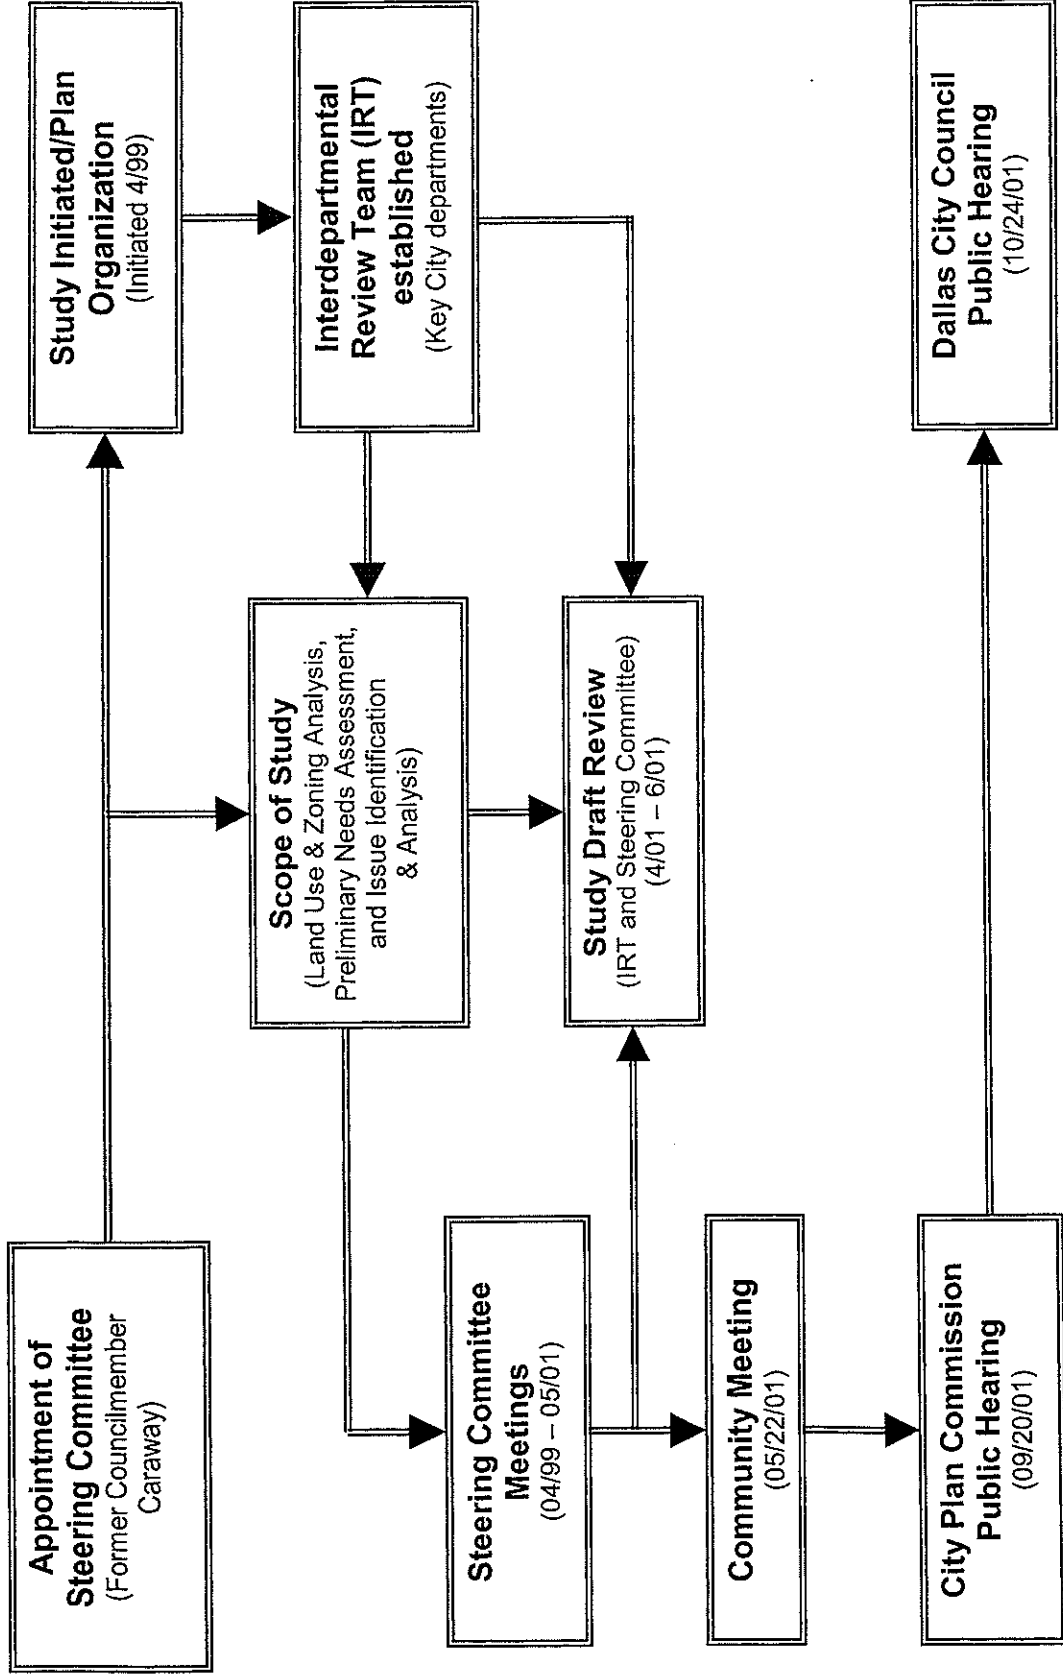 Appointment of
Steering Committee
(Former Councilmember
Caraway)
Study Initiated/Plan
Organization
(Initiated 4/99)
Interdepartmental
Review Team (IRT)
established
(Key City departments)
Scope of Study
(Land Use & Zoning Analysis,
Preliminary Needs Assessment,
and Issue Identification
& Analysis)
Steering Committee
Meetings
(04/99 – 05/01)
Study Draft Review
(IRT and Steering Committee)
(4/01 – 6/01)
Community Meeting
(05/22/01)
City Plan Commission
Public Hearing
(09/20/01)
Dallas City Council
Public Hearing
(10/24/01)